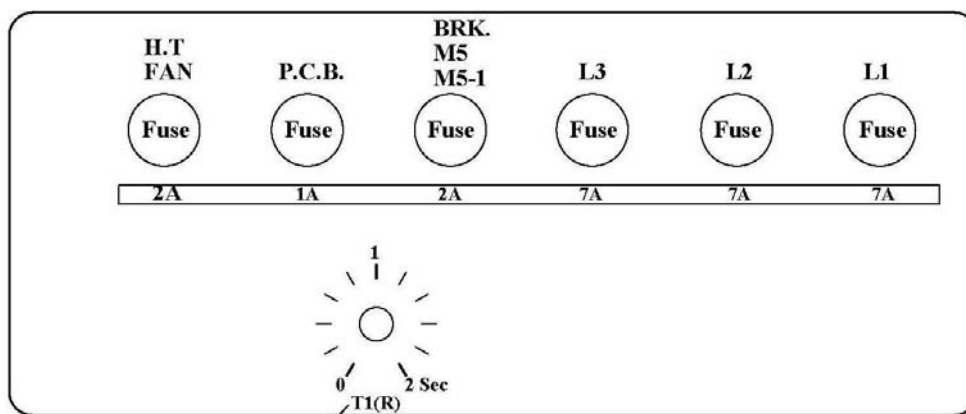 H.T
FAN
P.C.B.
BRK.
M5
M5-1
L3
L2
L1
Fuse
Fuse
Fuse
Fuse
Fuse
Fuse
2A
1A
2A
7A
7A
7A
1
0
2 Sec
T1(R)